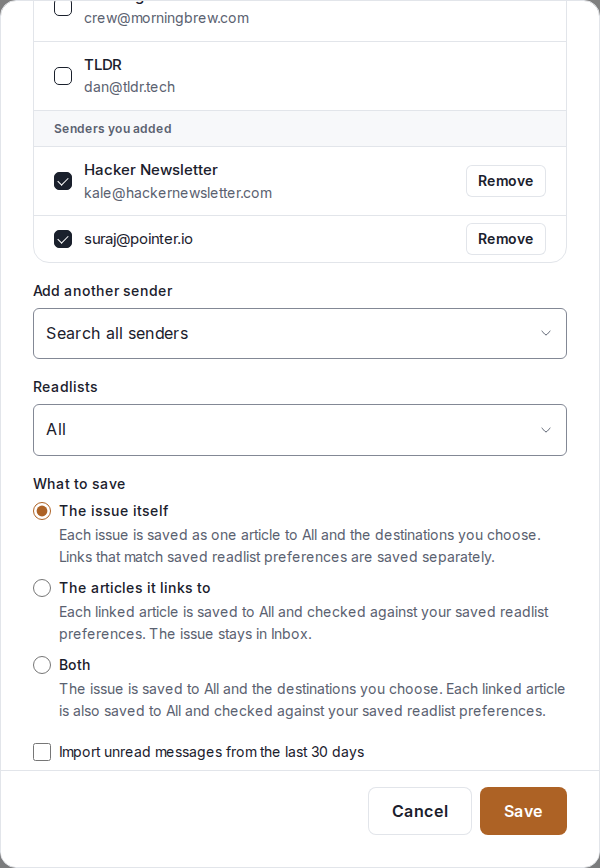 crew@morningbrew.com
TLDR
dan@tldr.tech
Senders you added
Hacker Newsletter
kale@hackernewsletter.com
Remove
suraj@pointer.io
Remove
Add another sender
Search all senders
Readlists
All
What to save
The issue itself
Each issue is saved as one article to All and the destinations you choose.
Links that match saved readlist preferences are saved separately.
The articles it links to
Each linked article is saved to All and checked against your saved readlist
preferences. The issue stays in Inbox.
Both
The issue is saved to All and the destinations you choose. Each linked article
is also saved to All and checked against your saved readlist preferences.
Import unread messages from the last 30 days
Cancel
Save